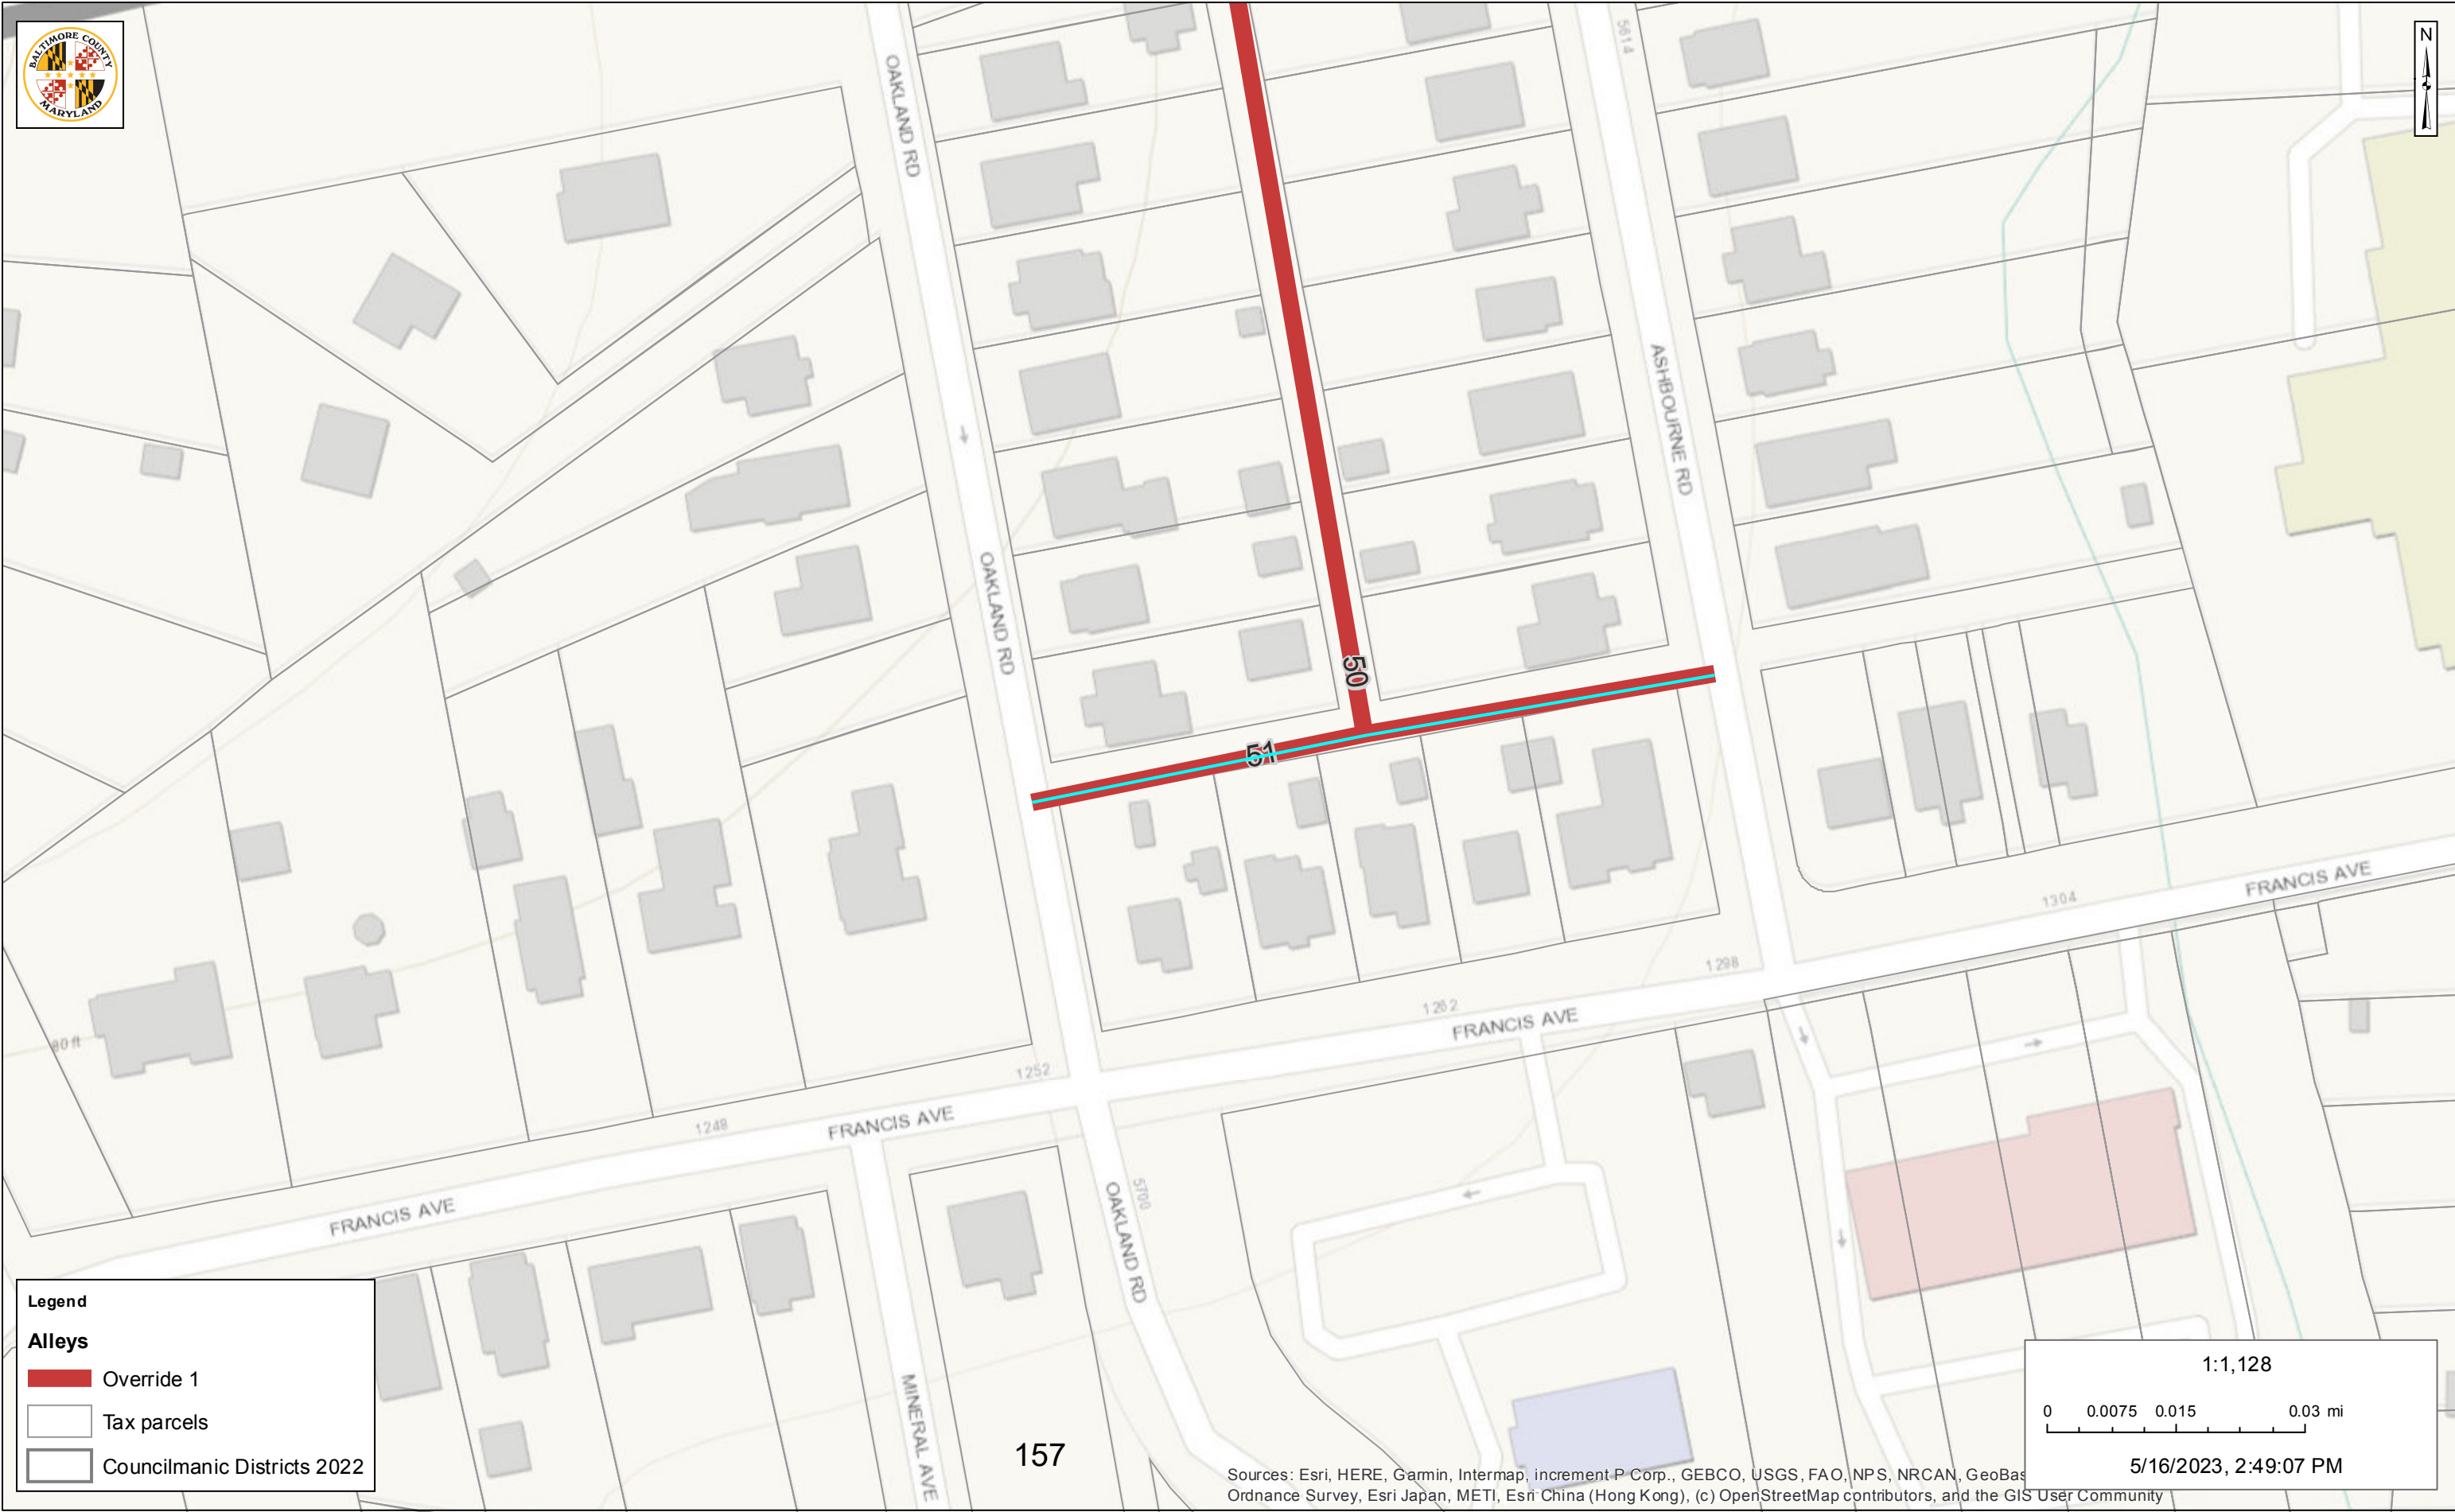 BALTIMORE COUNTY
MARYLAND
N
OAKLAND RD
5614
ASHBOURNE RD
OAKLAND RD
50
51
FRANCIS AVE
1304
1298
1262
FRANCIS AVE
1252
80 ft
1248
FRANCIS AVE
FRANCIS AVE
5700
OAKLAND RD
MINERAL AVE
157
Legend
Alleys
Override 1
Tax parcels
Councilmanic Districts 2022
1:1,128
0 0.0075 0.015 0.03 mi
5/16/2023, 2:49:07 PM
Sources: Esri, HERE, Garmin, Intermap, increment P Corp., GEBCO, USGS, FAO, NPS, NRCAN, GeoBas
Ordnance Survey, Esri Japan, METI, Esri China (Hong Kong), (c) OpenStreetMap contributors, and the GIS User Community